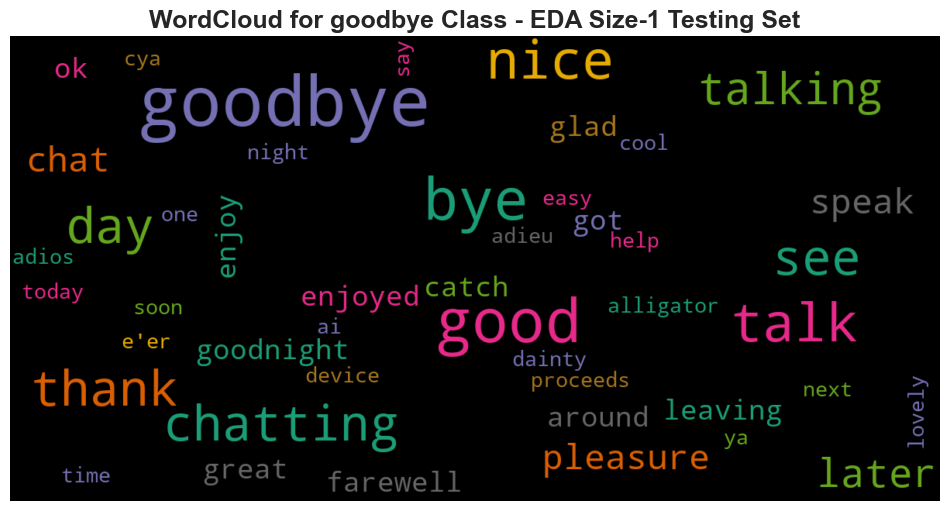 WordCloud for goodbye Class - EDA Size-1 Testing Set
ok
cya
say
nice
goodbye
talking
glad
cool
chat
night
bye
easy
speak
day
one
enjoy
got
adieu
help
see
adios
today
enjoyed
catch
soon
alligator
good
talk
ai
e'er
goodnight
dainty
device
proceeds
thank
next
lovely
around
leaving
chatting
ya
pleasure
time
great
farewell
later